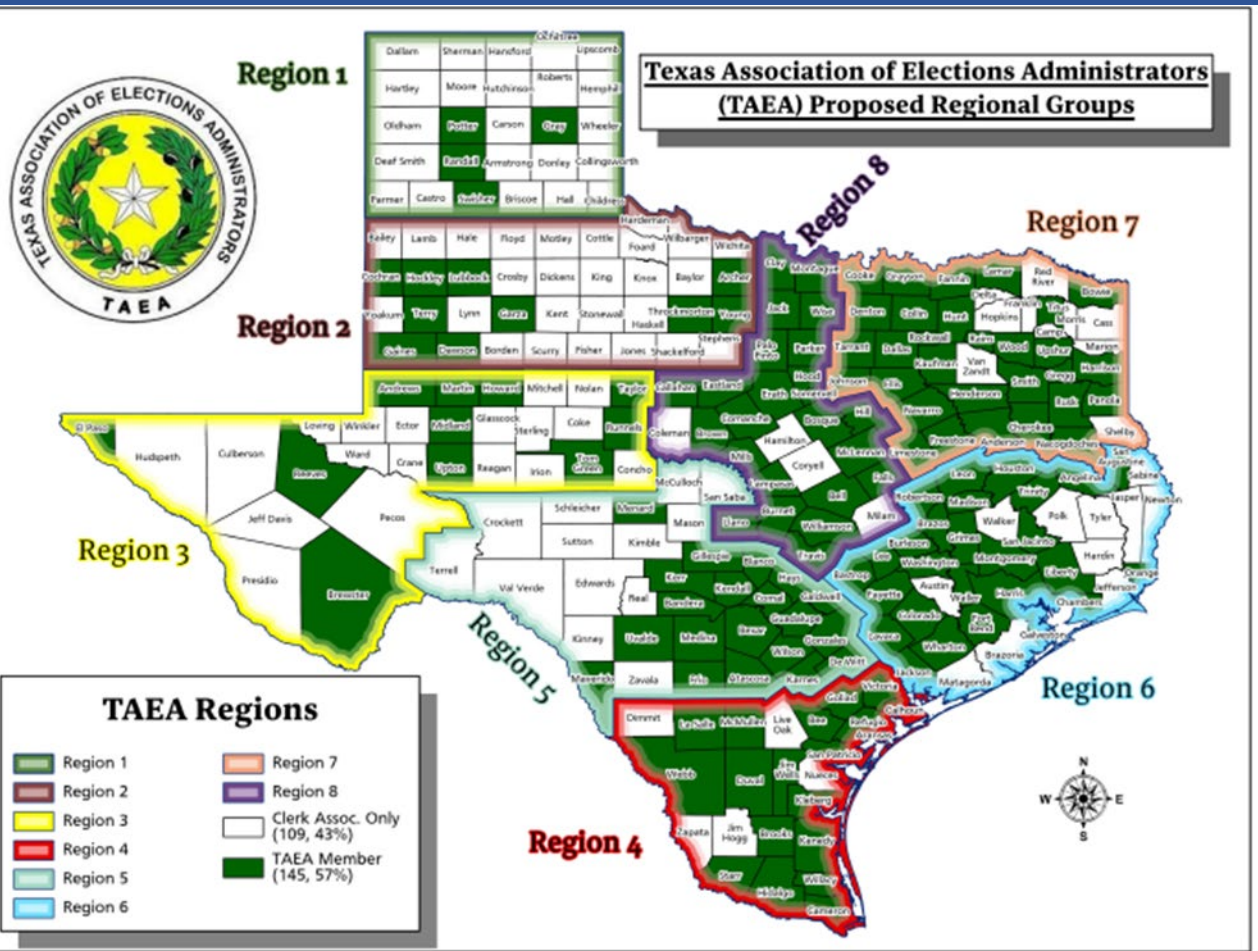 Texas Association of Elections Administrators
(TAEA) Proposed Regional Groups
TEXAS ASSOCIATION OF ELECTIONS ADMINISTRATORS
TAEA
Region 1
Dallam Sherman Hansford Ochiltree Lipscomb
Hartley Moore Hutchinson Roberts Hemphill
Oldham Potter Carson Gray Wheeler
Deaf Smith Randall Armstrong Donley Collingsworth
Parmer Castro Swisher Briscoe Hall Childress
Region 8
Region 7
Region 2
Hardeman
Bailey Lamb Hale Floyd Motley Cottle Foard Wilbarger Wichita
Cochran Hockley Lubbock Crosby Dickens King Knox Baylor Archer
Yoakum Terry Lynn Garza Kent Stonewall Haskell Throckmorton Young
Gaines Dawson Borden Scurry Fisher Jones Shackelford Stephens
Clay Montague Cooke Grayson Fannin Lamar Red River Bowie
Jack Wise Denton Collin Hunt Delta Hopkins Franklin Titus Morris Cass
Palo Pinto Parker Tarrant Dallas Rockwall Kaufman Rains Wood Camp Upshur Marion
Van Zandt Smith Gregg Harrison
Erath Hood Somervell Johnson Ellis Henderson Rusk Panola
Andrews Martin Howard Mitchell Nolan Taylor Callahan Eastland
Comanche Bosque Hill Navarro Cherokee Shelby
Freestone Anderson Nacogdoches
El Paso Hudspeth Culberson Reeves Loving Winkler Ector Midland Glasscock Sterling Coke Runnels Coleman Brown
Ward Crane Upton Reagan Irion Tom Green Concho
Hamilton McLennan Limestone
Mills Coryell Falls
Jeff Davis Pecos
Presidio Brewster
Region 3
McCulloch San Saba Lampasas Bell Milam
Llano Burnet Williamson Travis
Leon Houston Angelina San Augustine Sabine
Robertson Madison Trinity Jasper Newton
Brazos Walker Polk Tyler
Burleson Grimes San Jacinto Hardin
Lee Washington Montgomery Liberty Orange
Bastrop Austin Waller Harris Jefferson
Fayette Colorado Fort Bend Chambers
Lavaca Wharton Galveston
Brazoria
Jackson Matagorda
Region 6
Crockett Schleicher Menard Mason
Sutton Kimble Gillespie Blanco Hays
Terrell Val Verde Edwards Real Kerr Kendall Comal Caldwell
Bandera Guadalupe
Kinney Uvalde Medina Bexar Gonzales
Wilson DeWitt
Maverick Zavala Frio Atascosa Karnes
Region 5
Dimmit La Salle McMullen Live Oak Bee Goliad Victoria Calhoun
Refugio Aransas
San Patricio
Webb Duval Jim Wells Nueces
Kleberg
Zapata Jim Hogg Brooks Kenedy
Starr Hidalgo Willacy
Cameron
Region 4
N
W E
S
TAEA Regions
Region 1
Region 2
Region 3
Region 4
Region 5
Region 6
Region 7
Region 8
Clerk Assoc. Only
(109, 43%)
TAEA Member
(145, 57%)